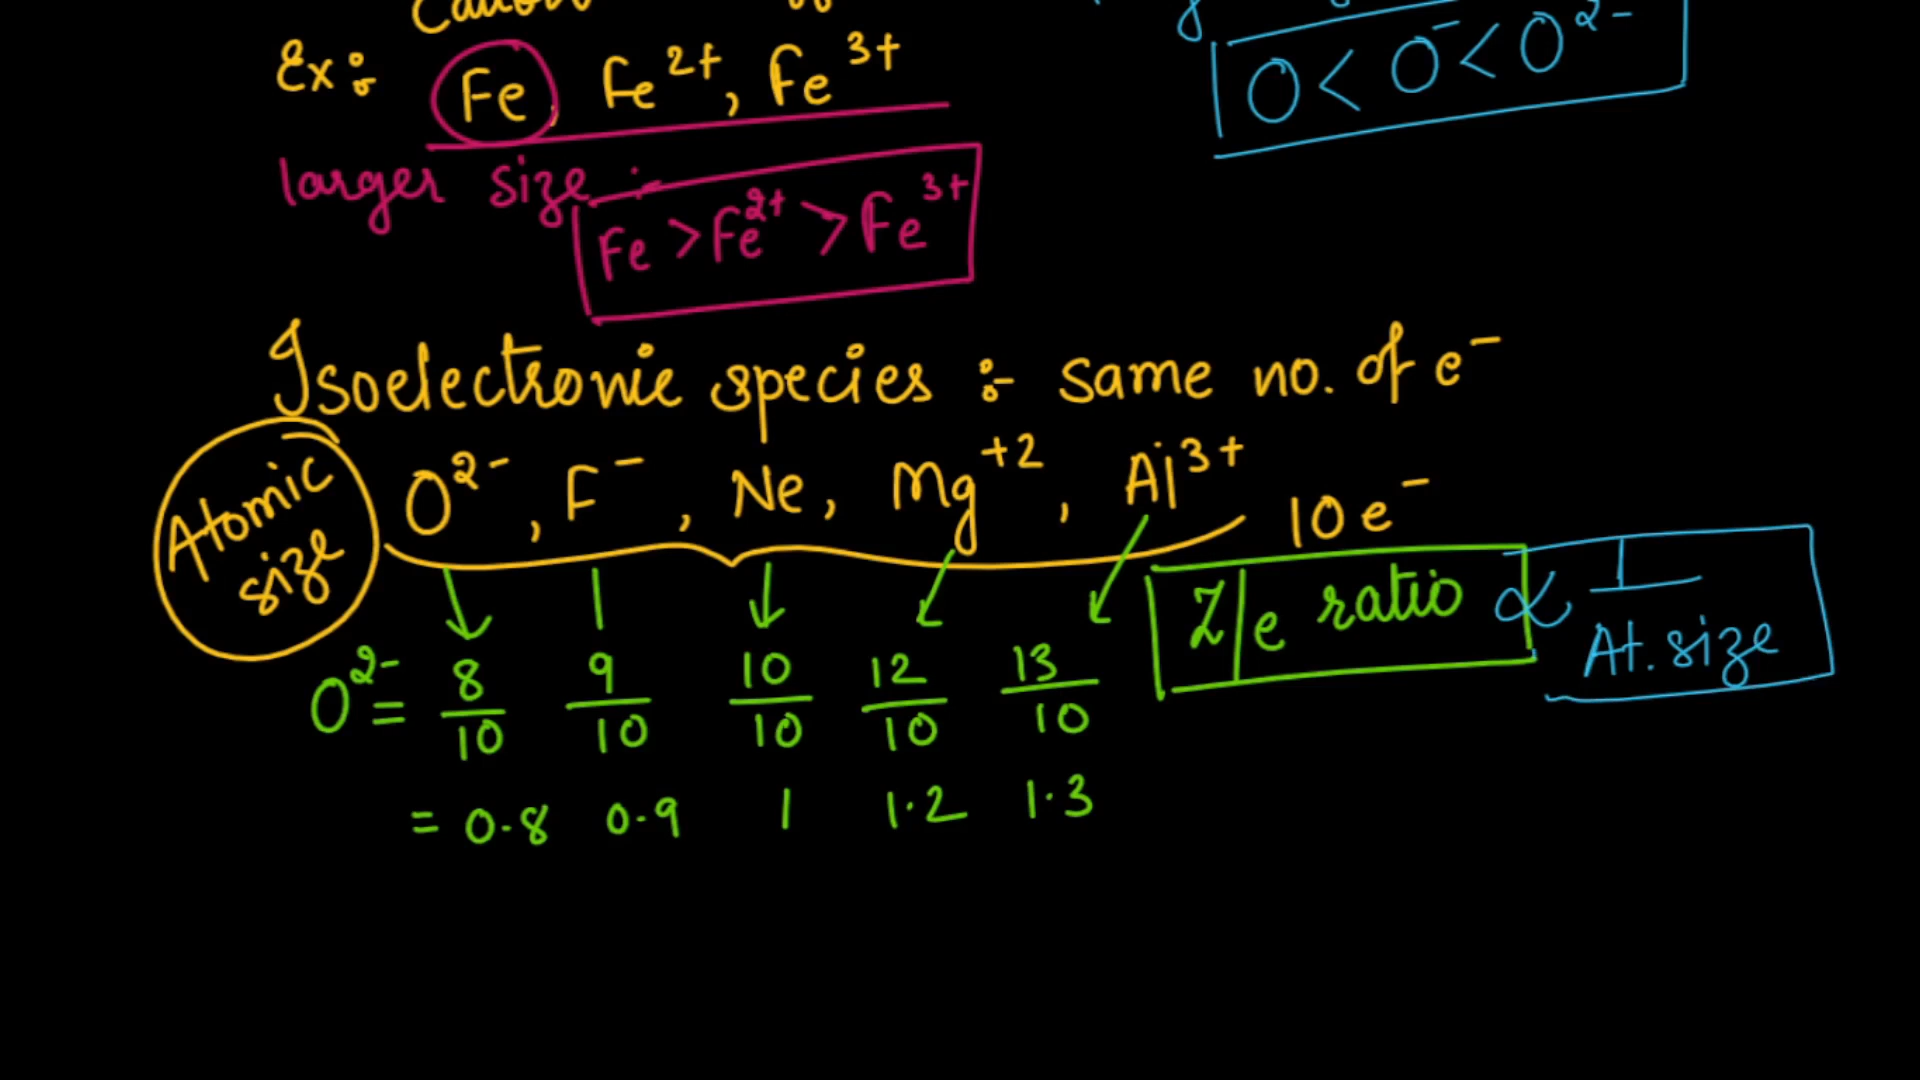 Ex: Fe, Fe²⁺, Fe³⁺
O < O⁻ < O²⁻
larger size :-
Fe > Fe²⁺ > Fe³⁺
Isoelectronic species :- same no. of e⁻
Atomic size
O²⁻, F⁻, Ne, Mg⁺², Al³⁺ 10e⁻
Z/e ratio ∝ 1/At. size
O²⁻ = 8/10 9/10 10/10 12/10 13/10
= 0.8 0.9 1 1.2 1.3